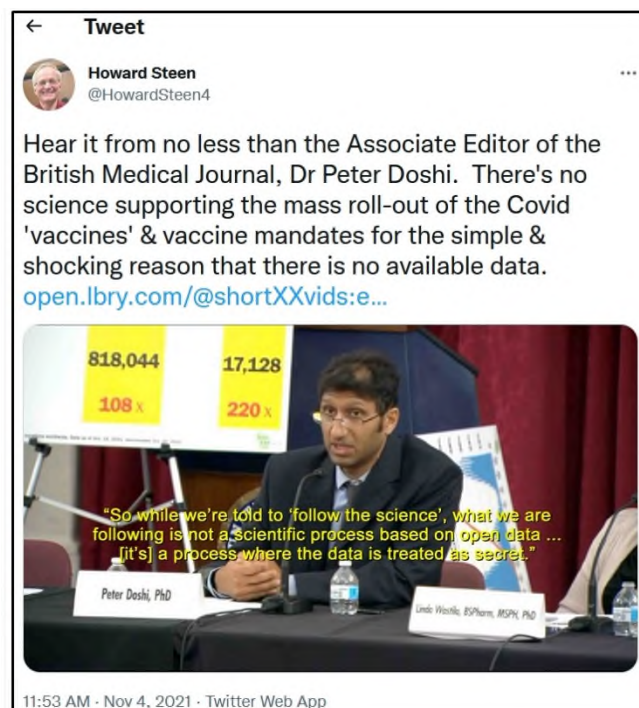 ← Tweet
Howard Steen
@HowardSteen4
...
Hear it from no less than the Associate Editor of the
British Medical Journal, Dr Peter Doshi. There's no
science supporting the mass roll-out of the Covid
'vaccines' & vaccine mandates for the simple &
shocking reason that there is no available data.
open.lbry.com/@shortXXvids:e...
818,044 17,128
108 x 220 x
“So while we’re told to ‘follow the science’, what we are
following is not a scientific process based on open data ...
[it’s] a process where the data is treated as secret.”
Peter Doshi, PhD
Linda Wastila, BSPharm, MSPH, PhD
11:53 AM · Nov 4, 2021 · Twitter Web App